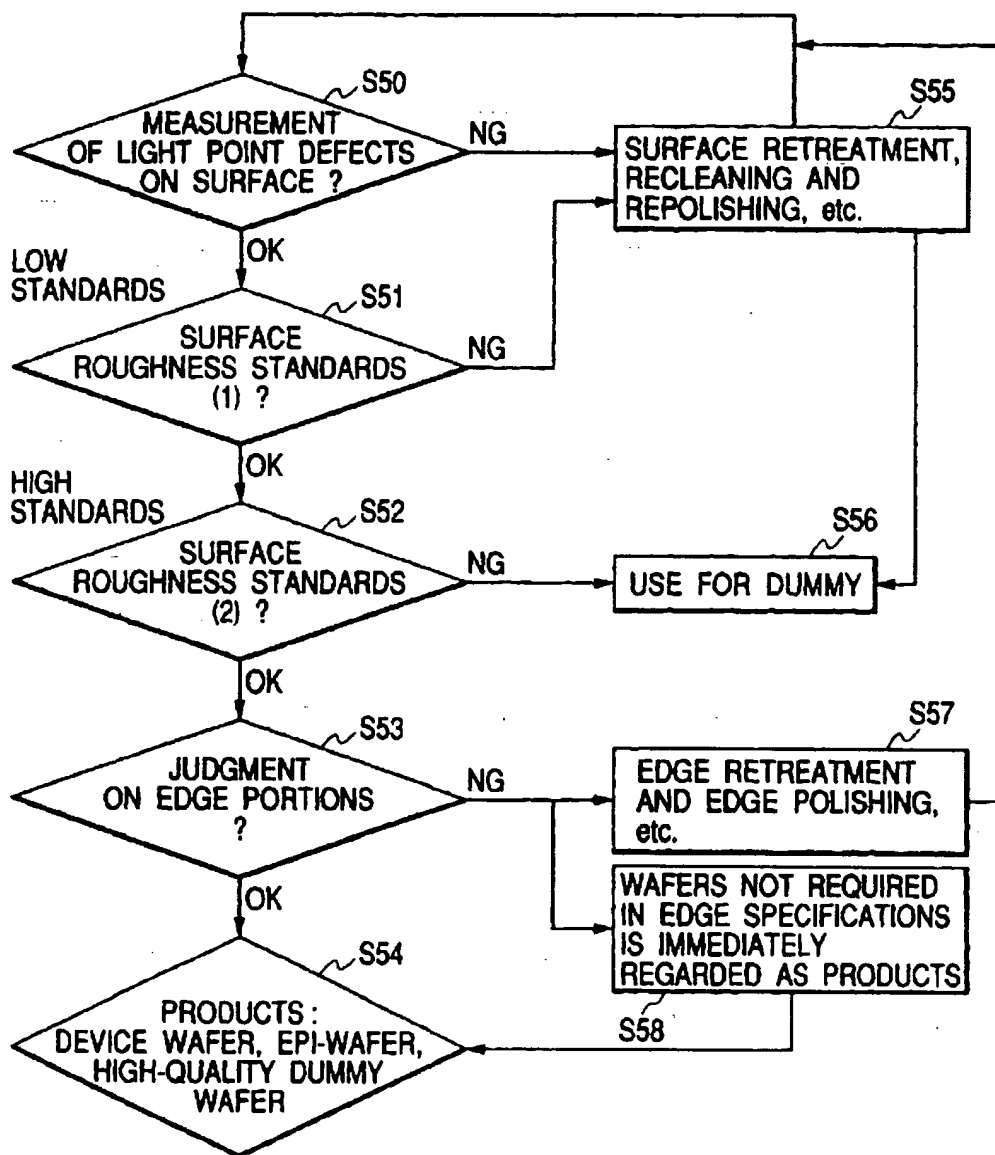 S50
MEASUREMENT
OF LIGHT POINT DEFECTS
ON SURFACE ?
NG
OK
S55
SURFACE RETREATMENT,
RECLEANING AND
REPOLISHING, etc.
LOW
STANDARDS
S51
SURFACE
ROUGHNESS STANDARDS
(1) ?
NG
OK
HIGH
STANDARDS
S52
SURFACE
ROUGHNESS STANDARDS
(2) ?
NG
OK
S56
USE FOR DUMMY
S53
JUDGMENT
ON EDGE PORTIONS
?
NG
OK
S57
EDGE RETREATMENT
AND EDGE POLISHING,
etc.
WAFERS NOT REQUIRED
IN EDGE SPECIFICATIONS
IS IMMEDIATELY
REGARDED AS PRODUCTS
S58
S54
PRODUCTS :
DEVICE WAFER, EPI-WAFER,
HIGH-QUALITY DUMMY
WAFER